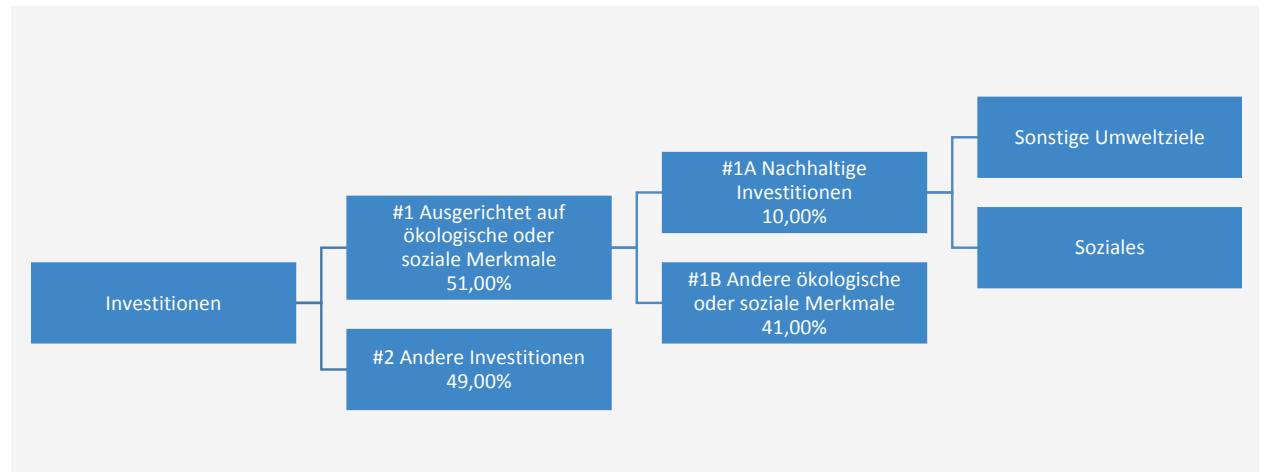 Investitionen
#1 Ausgerichtet auf
ökologische oder
soziale Merkmale
51,00%
#2 Andere Investitionen
49,00%
#1A Nachhaltige
Investitionen
10,00%
#1B Andere ökologische
oder soziale Merkmale
41,00%
Sonstige Umweltziele
Soziales